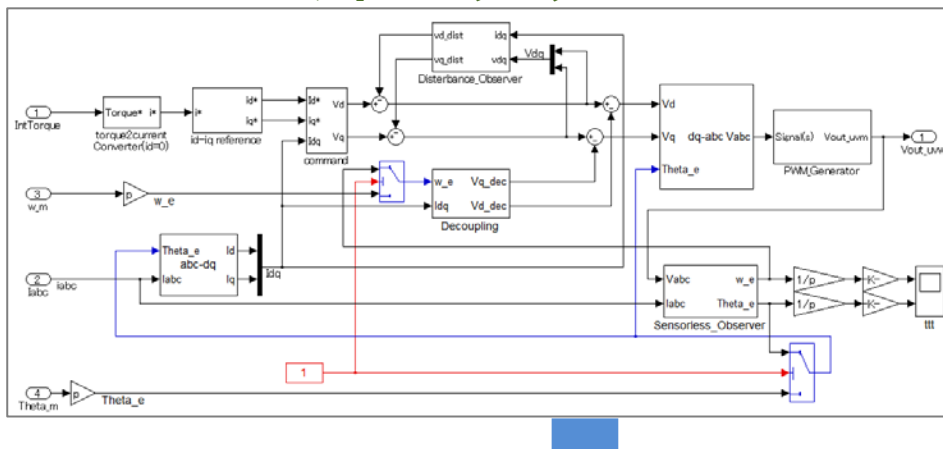 vd_dist
idq
vq_dist
vdq
Vdq
Disterbance_Observer
1
IntTorque
Torque* i*
torque2current
Converter(id=0)
i*
id*
iq*
id-iq reference
Id*
Iq*
Idq
Vd
Vq
command
Vd
Vq
Theta_e
dq-abc Vabc
Signal(s) Vout_uvm
PWM_Generator
1
Vout_uvw
3
w_m
p
w_e
w_e
Idq
Vq_dec
Vd_dec
Decoupling
2
Iabc
iabc
Theta_e
abc-dq
Iabc
Id
Iq
Idq
Vabc
Iabc
w_e
Theta_e
Sensorless_Observer
1/p
K-
1/p
K-
ttt
1
4
Theta_m
p
Theta_e